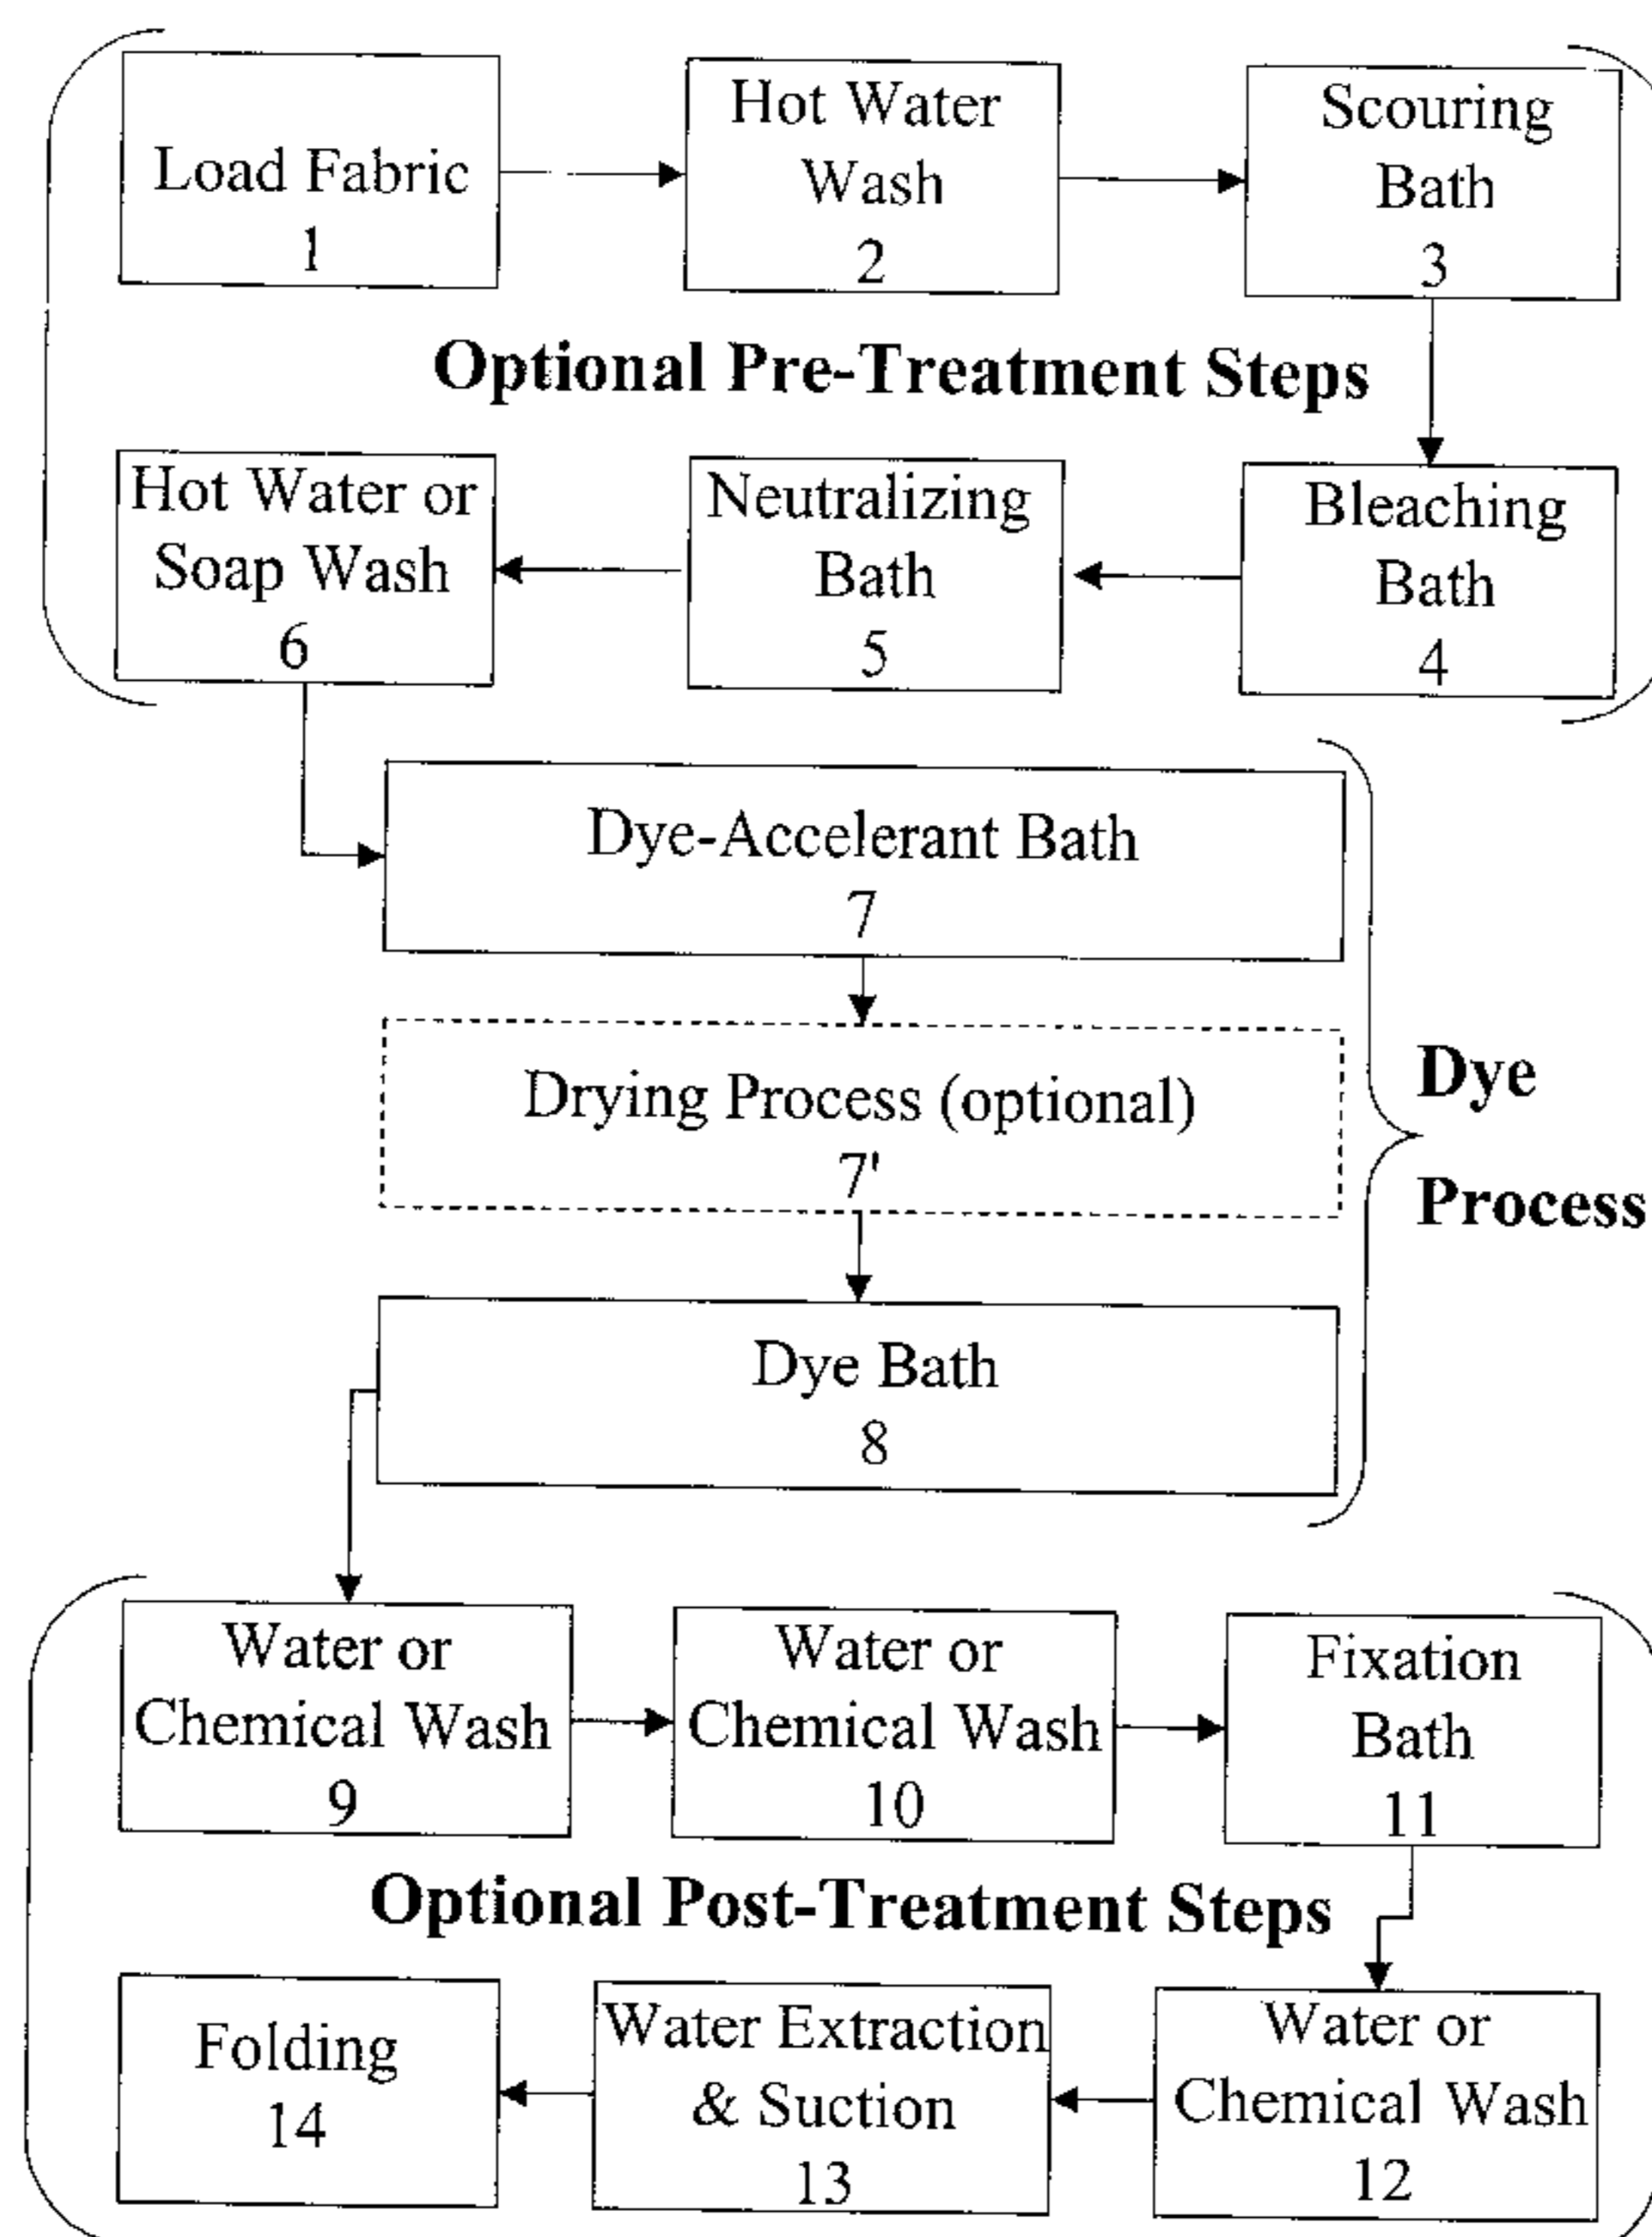 Load Fabric
1
Hot Water
Wash
2
Scouring
Bath
3
Optional Pre-Treatment Steps
Hot Water or
Soap Wash
6
Neutralizing
Bath
5
Bleaching
Bath
4
Dye-Accelerant Bath
7
Drying Process (optional)
7'
Dye
Process
Dye Bath
8
Water or
Chemical Wash
9
Water or
Chemical Wash
10
Fixation
Bath
11
Optional Post-Treatment Steps
Folding
14
Water Extraction
& Suction
13
Water or
Chemical Wash
12